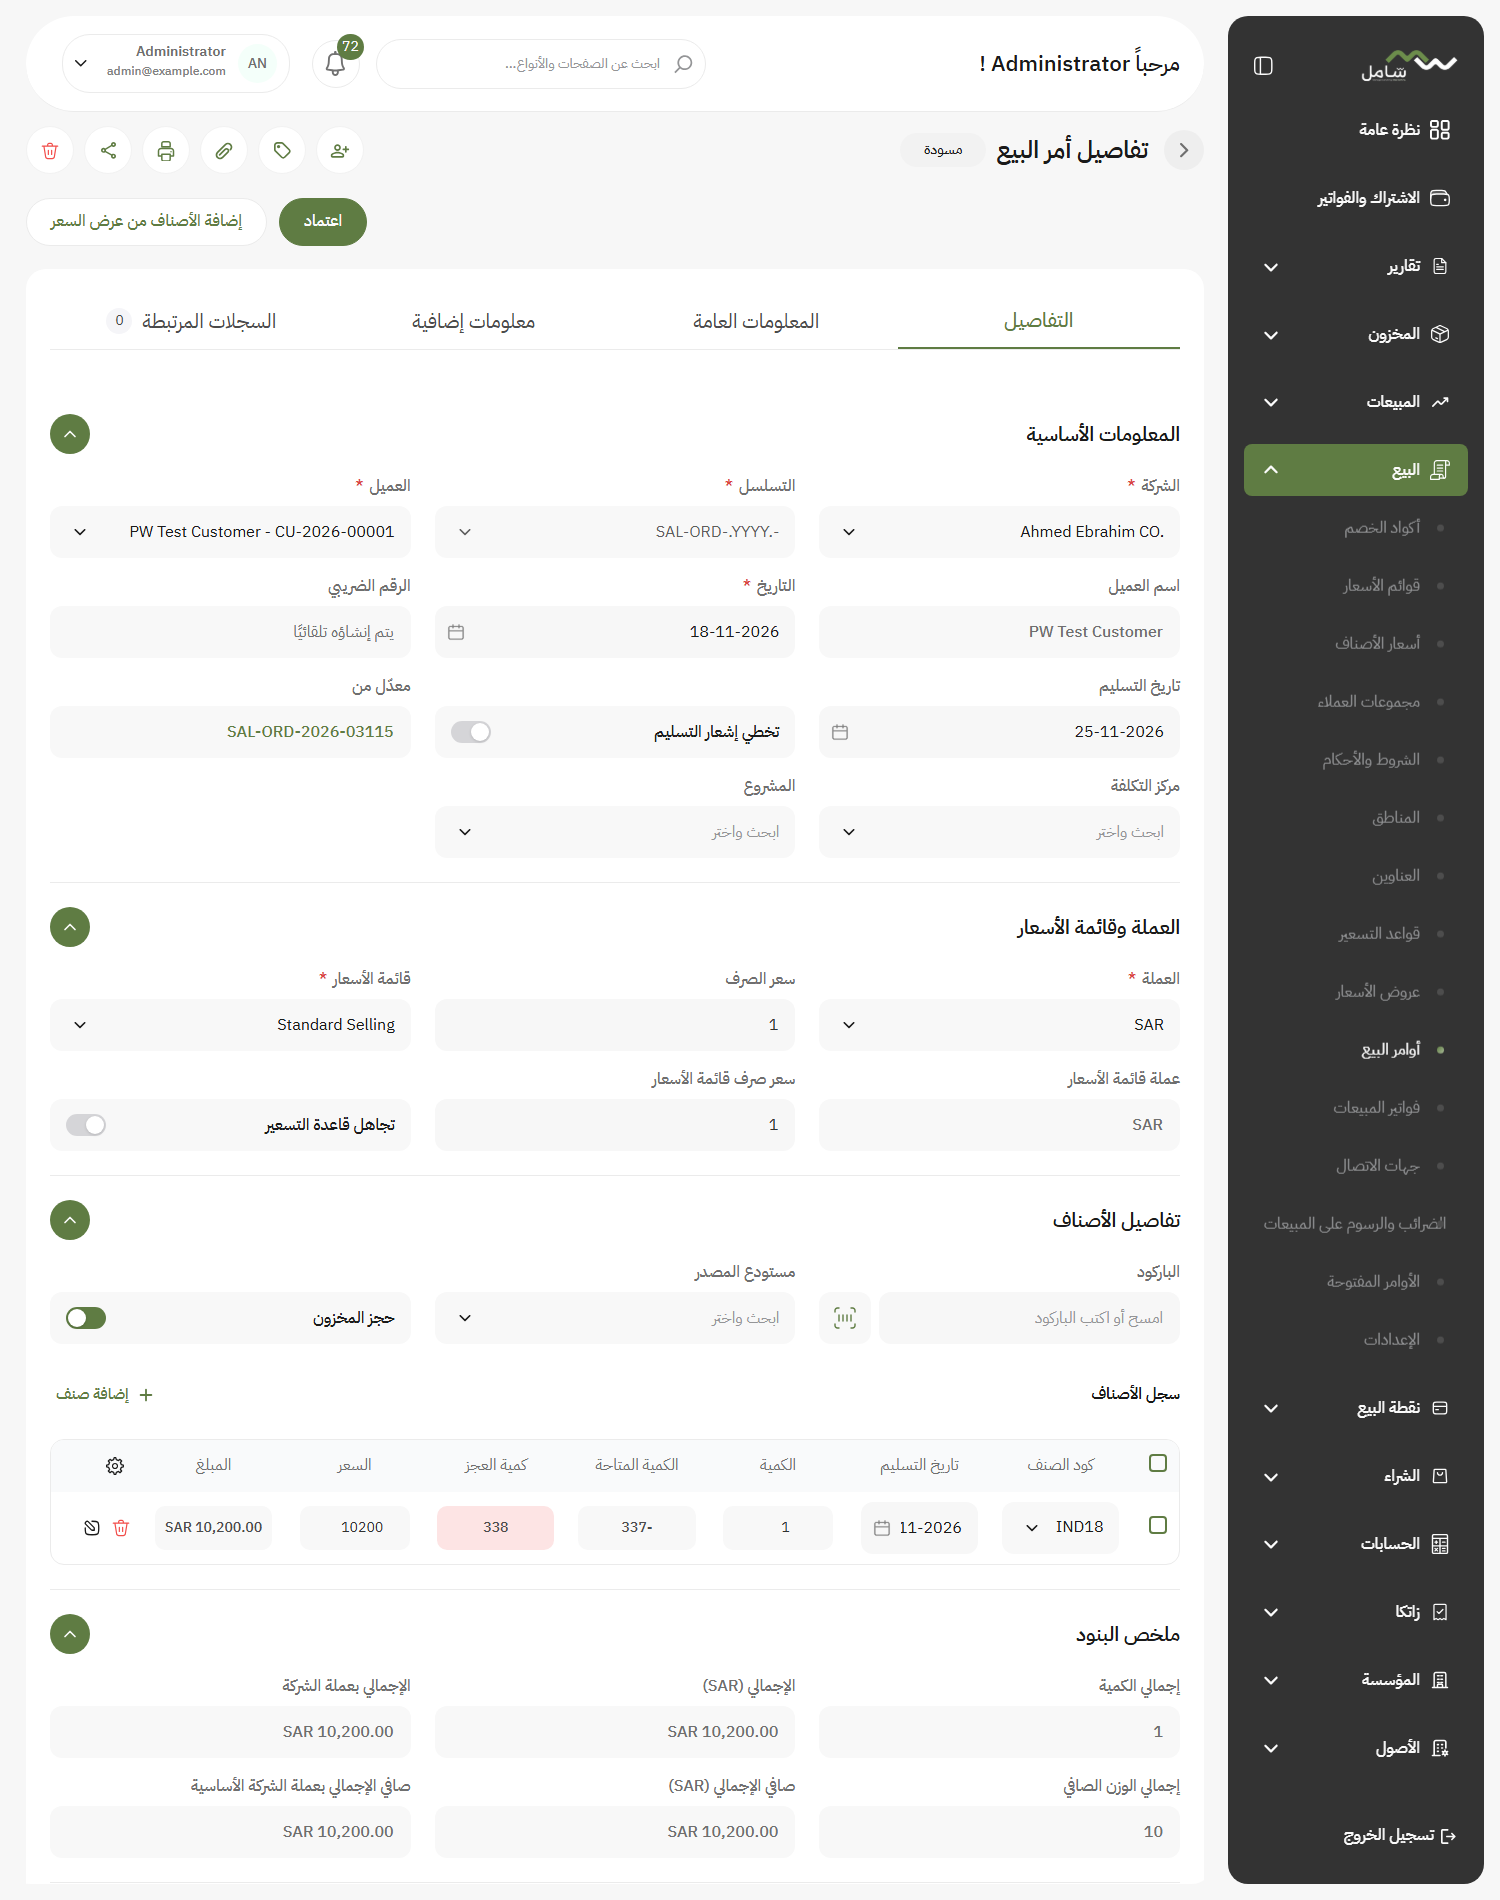 شامل
نظرة عامة
الاشتراك والفواتير
تقارير
المخزون
المبيعات
البيع
أكواد الخصم
قوائم الأسعار
أسعار الأصناف
مجموعات العملاء
الشروط والأحكام
المناطق
العناوين
قواعد التسعير
عروض الأسعار
أوامر البيع
فواتير المبيعات
جهات الاتصال
الضرائب والرسوم على المبيعات
الأوامر المفتوحة
الإعدادات
نقطة البيع
الشراء
الحسابات
زاتكا
المؤسسة
الأصول
تسجيل الخروج
مرحباً Administrator !
ابحث عن الصفحات والأنواع...
72
AN
Administrator
admin@example.com
تفاصيل أمر البيع
مسودة
اعتماد
إضافة الأصناف من عرض السعر
التفاصيل
المعلومات العامة
معلومات إضافية
السجلات المرتبطة 0
المعلومات الأساسية
الشركة * التسلسل * العميل *
Ahmed Ebrahim CO. SAL-ORD-.YYYY.- PW Test Customer - CU-2026-00001
اسم العميل التاريخ * الرقم الضريبي
PW Test Customer 18-11-2026 يتم إنشاؤه تلقائيًا
تاريخ التسليم معدّل من
25-11-2026 تخطي إشعار التسليم SAL-ORD-2026-03115
مركز التكلفة المشروع
ابحث واختر ابحث واختر
العملة وقائمة الأسعار
العملة * سعر الصرف قائمة الأسعار *
SAR 1 Standard Selling
عملة قائمة الأسعار سعر صرف قائمة الأسعار
SAR 1 تجاهل قاعدة التسعير
تفاصيل الأصناف
الباركود مستودع المصدر
امسح أو اكتب الباركود ابحث واختر حجز المخزون
سجل الأصناف
إضافة صنف
كود الصنف تاريخ التسليم الكمية الكمية المتاحة كمية العجز السعر المبلغ
IND18 11-2026 1 337- 338 10200 SAR 10,200.00
ملخص البنود
إجمالي الكمية الإجمالي (SAR) الإجمالي بعملة الشركة
1 SAR 10,200.00 SAR 10,200.00
إجمالي الوزن الصافي صافي الإجمالي (SAR) صافي الإجمالي بعملة الشركة الأساسية
10 SAR 10,200.00 SAR 10,200.00